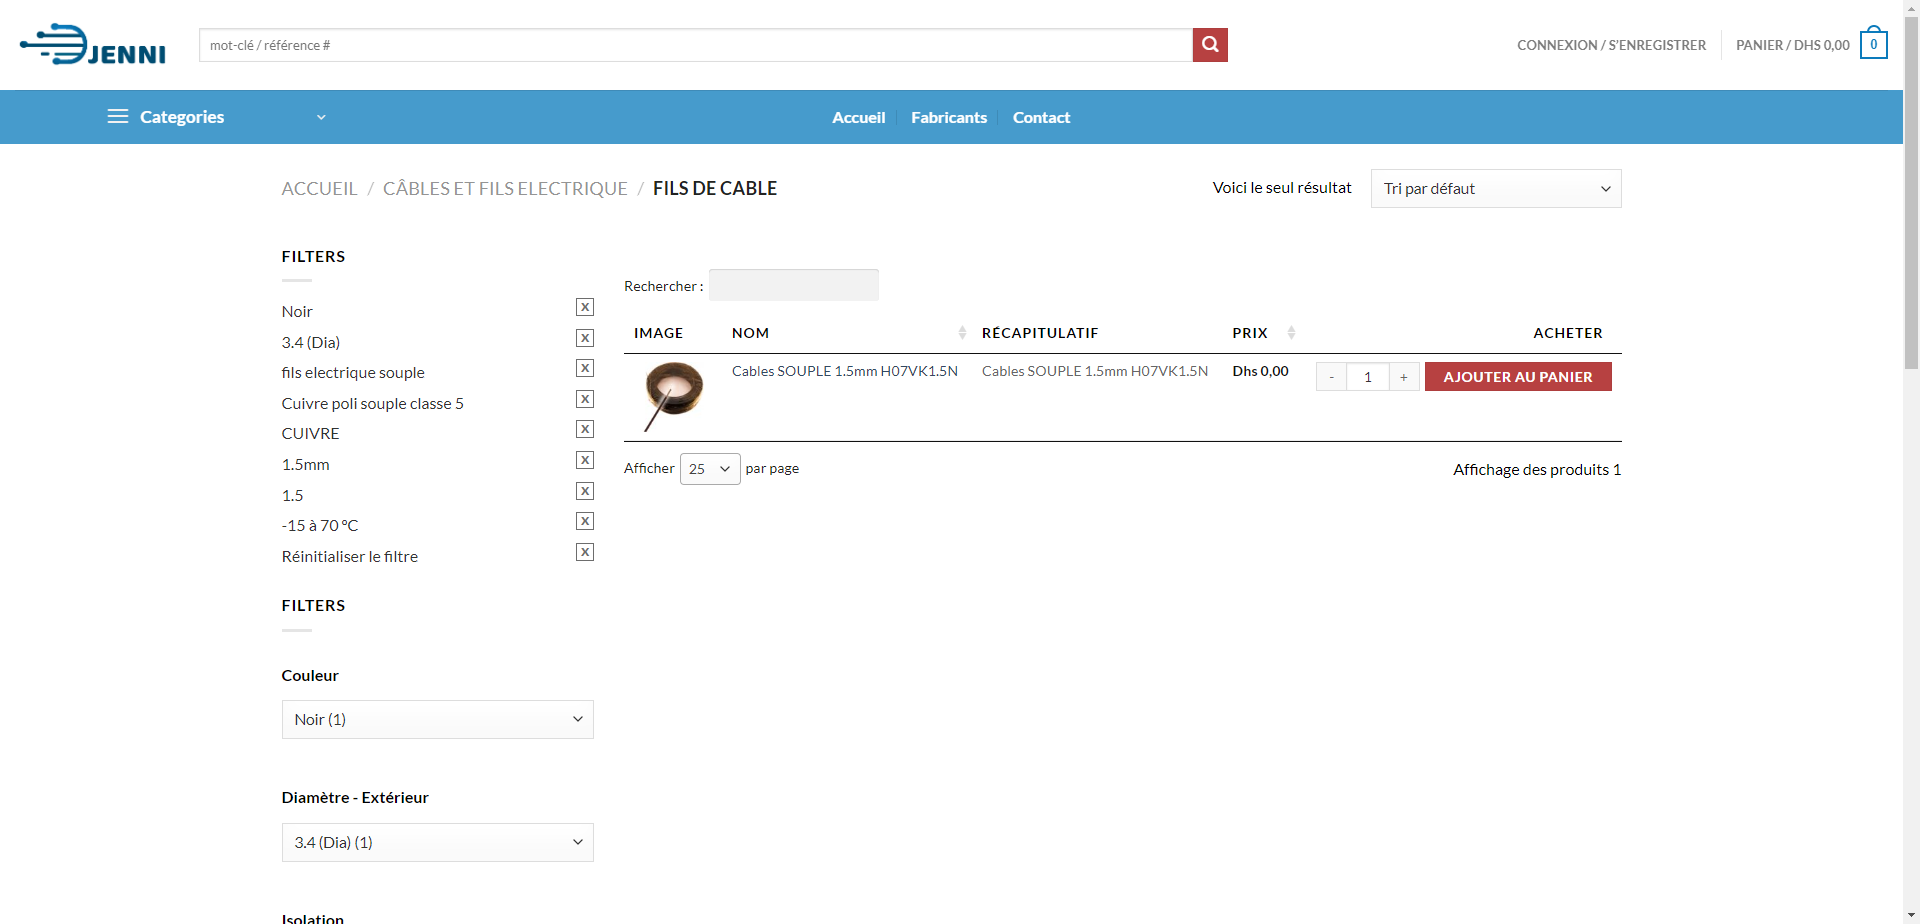 JENNI
mot-clé / référence #
CONNEXION / S'ENREGISTRER
PANIER / DHS 0,00
0
Categories
Accueil
Fabricants
Contact
ACCUEIL / CÂBLES ET FILS ELECTRIQUE / FILS DE CABLE
Voici le seul résultat
Tri par défaut
FILTERS
Noir X
3.4 (Dia) X
fils electrique souple X
Cuivre poli souple classe 5 X
CUIVRE X
1.5mm X
1.5 X
-15 à 70 °C X
Réinitialiser le filtre X
Rechercher :
IMAGE NOM RÉCAPITULATIF PRIX ACHETER
Cables SOUPLE 1.5mm H07VK1.5N Cables SOUPLE 1.5mm H07VK1.5N Dhs 0,00 - 1 + AJOUTER AU PANIER
Afficher 25 par page
Affichage des produits 1
FILTERS
Couleur
Noir (1)
Diamètre - Extérieur
3.4 (Dia) (1)
Isolation